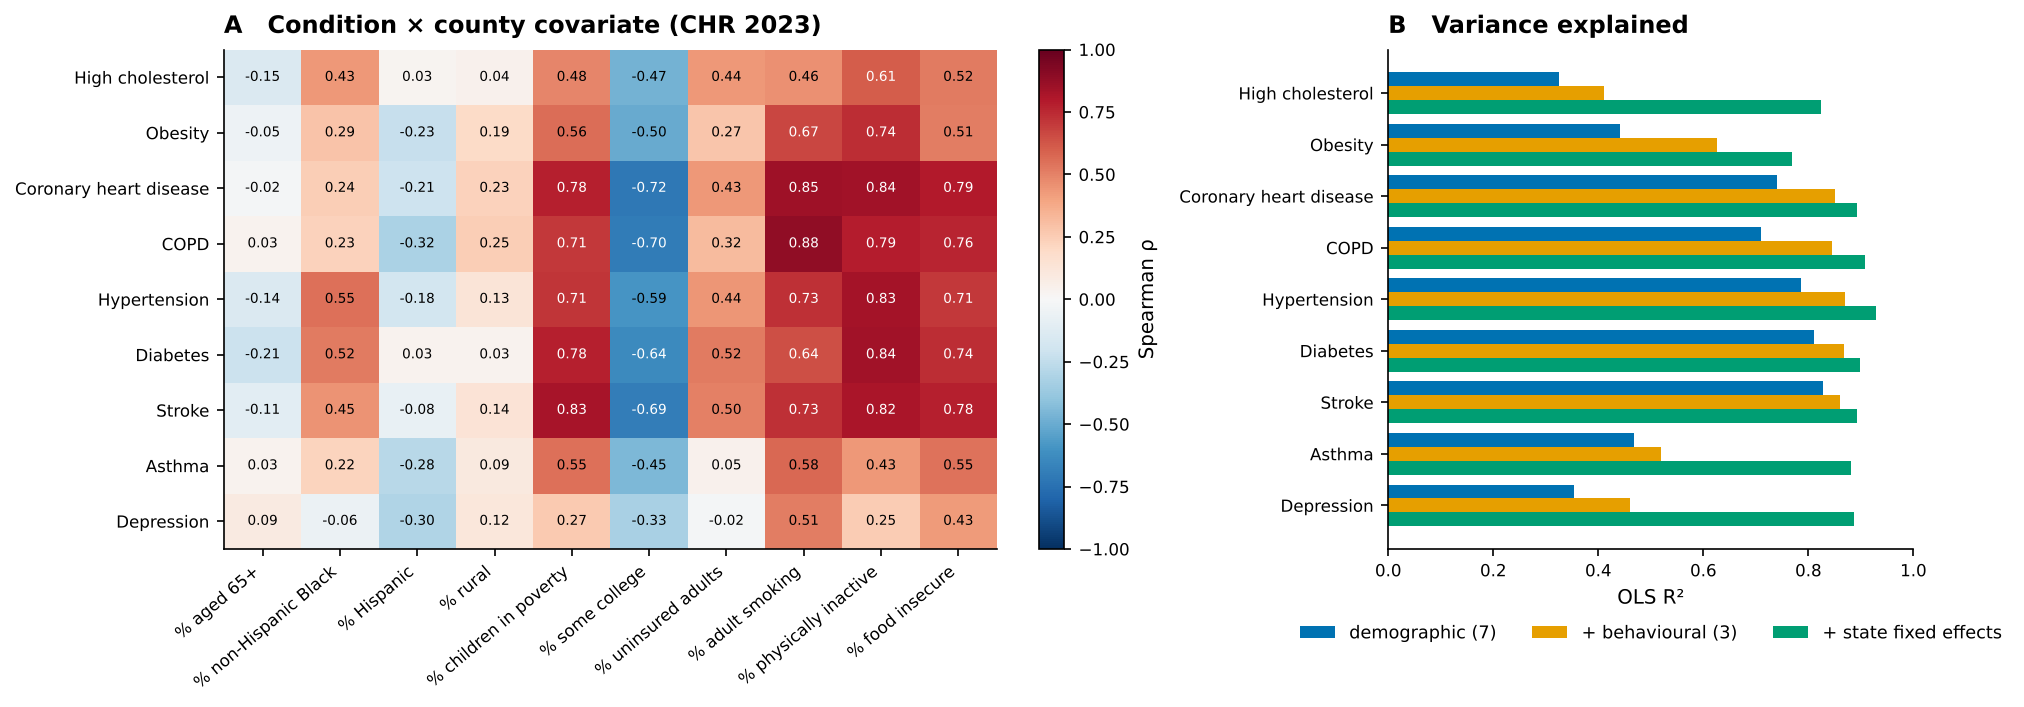 A Condition × county covariate (CHR 2023)
High cholesterol -0.15 0.43 0.03 0.04 0.48 -0.47 0.44 0.46 0.61 0.52
Obesity -0.05 0.29 -0.23 0.19 0.56 -0.50 0.27 0.67 0.74 0.51
Coronary heart disease -0.02 0.24 -0.21 0.23 0.78 -0.72 0.43 0.85 0.84 0.79
COPD 0.03 0.23 -0.32 0.25 0.71 -0.70 0.32 0.88 0.79 0.76
Hypertension -0.14 0.55 -0.18 0.13 0.71 -0.59 0.44 0.73 0.83 0.71
Diabetes -0.21 0.52 0.03 0.03 0.78 -0.64 0.52 0.64 0.84 0.74
Stroke -0.11 0.45 -0.08 0.14 0.83 -0.69 0.50 0.73 0.82 0.78
Asthma 0.03 0.22 -0.28 0.09 0.55 -0.45 0.05 0.58 0.43 0.55
Depression 0.09 -0.06 -0.30 0.12 0.27 -0.33 -0.02 0.51 0.25 0.43
% aged 65+
% non-Hispanic Black
% Hispanic
% rural
% children in poverty
% some college
% uninsured adults
% adult smoking
% physically inactive
% food insecure
1.00
0.75
0.50
0.25
0.00
−0.25
−0.50
−0.75
−1.00
Spearman ρ
B Variance explained
High cholesterol
Obesity
Coronary heart disease
COPD
Hypertension
Diabetes
Stroke
Asthma
Depression
0.0 0.2 0.4 0.6 0.8 1.0
OLS R²
demographic (7) + behavioural (3) + state fixed effects